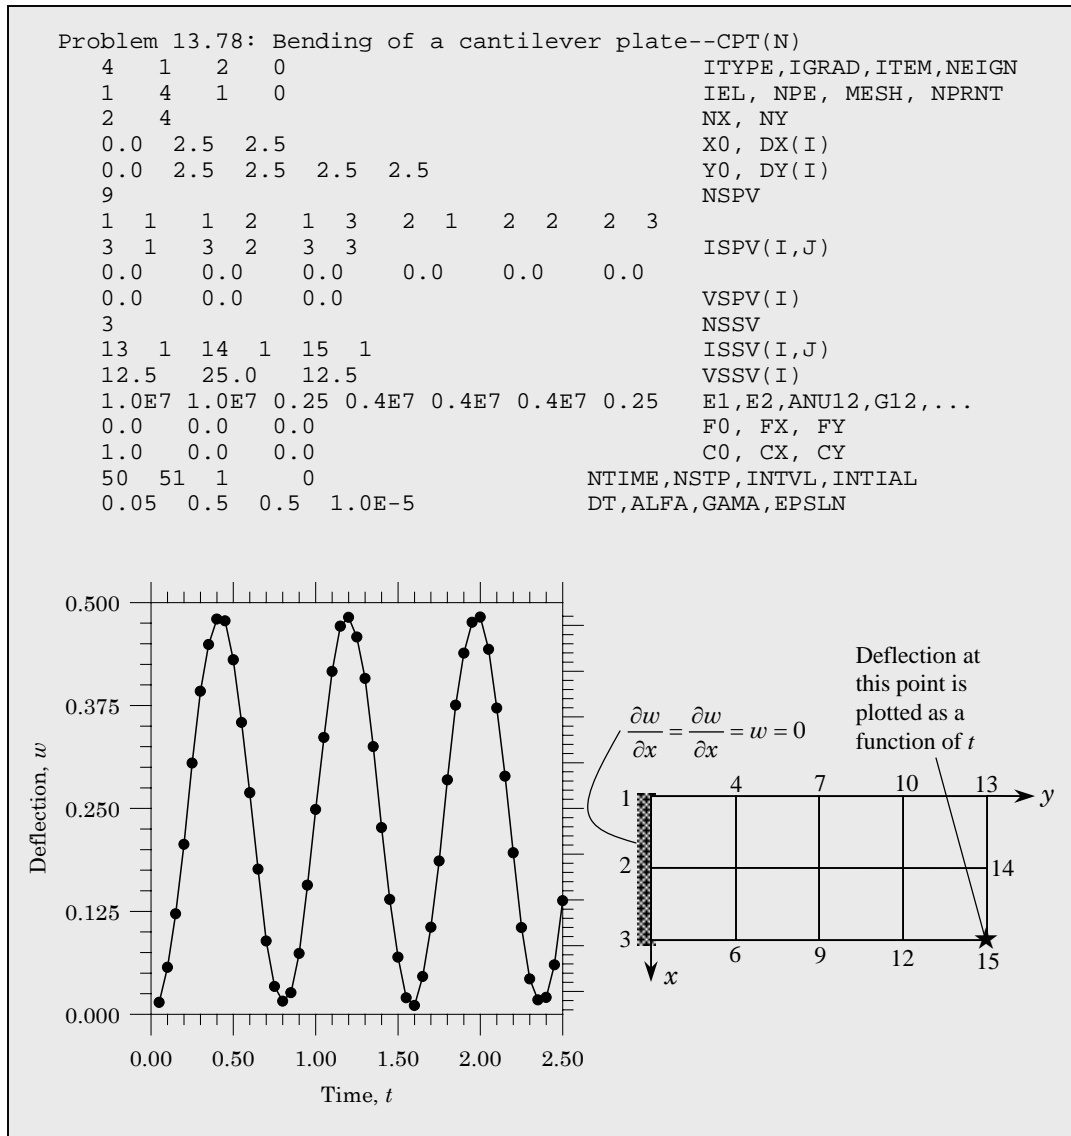 Problem 13.78: Bending of a cantilever plate--CPT(N)
4 1 2 0 ITYPE,IGRAD,ITEM,NEIGN
1 4 1 0 IEL, NPE, MESH, NPRNT
2 4 NX, NY
0.0 2.5 2.5 X0, DX(I)
0.0 2.5 2.5 2.5 2.5 Y0, DY(I)
9 NSPV
1 1 1 2 1 3 2 1 2 2 2 3
3 1 3 2 3 3 ISPV(I,J)
0.0 0.0 0.0 0.0 0.0 0.0
0.0 0.0 0.0 VSPV(I)
3 NSSV
13 1 14 1 15 1 ISSV(I,J)
12.5 25.0 12.5 VSSV(I)
1.0E7 1.0E7 0.25 0.4E7 0.4E7 0.4E7 0.25 E1,E2,ANU12,G12,...
0.0 0.0 0.0 F0, FX, FY
1.0 0.0 0.0 C0, CX, CY
50 51 1 0 NTIME,NSTP,INTVL,INTIAL
0.05 0.5 0.5 1.0E-5 DT,ALFA,GAMA,EPSLN
0.500
0.375
0.250
0.125
0.000
Deflection, w
0.00 0.50 1.00 1.50 2.00 2.50
Time, t
∂w/∂x = ∂w/∂x = w = 0
Deflection at
this point is
plotted as a
function of t
1 4 7 10 13 y
2 14
3 6 9 12 15
x